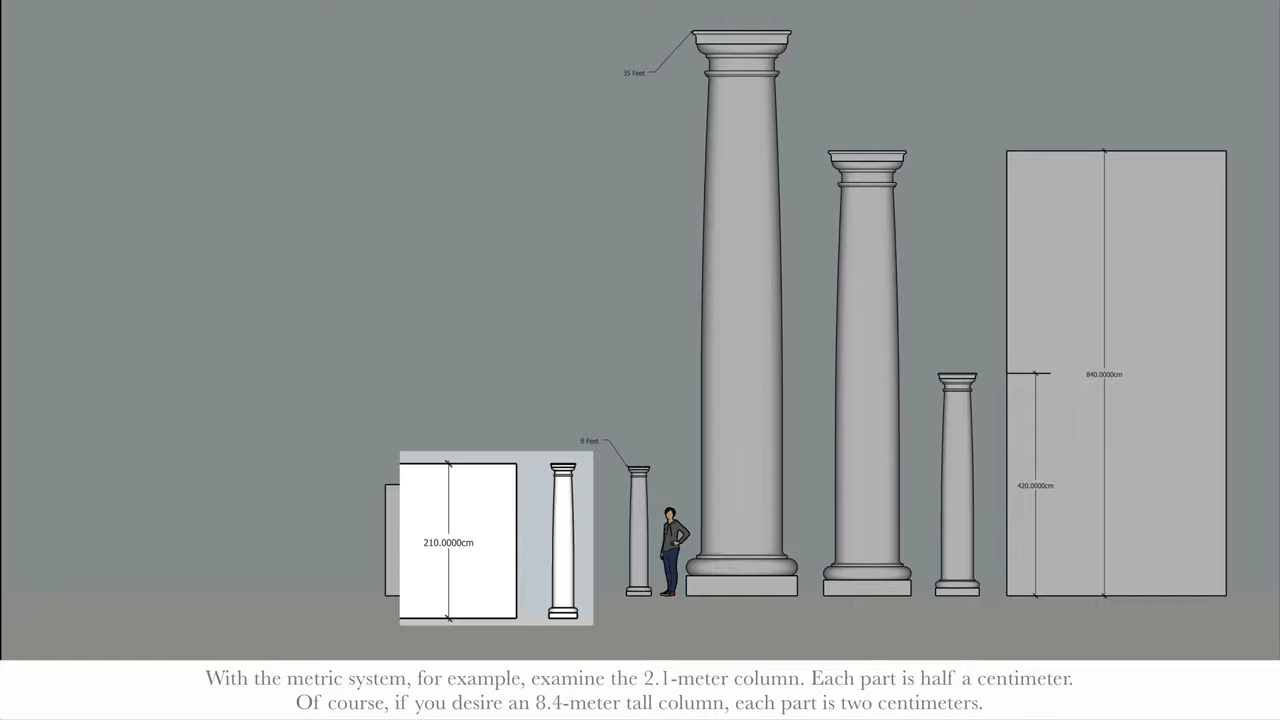 15 Feet
840.0000cm
8 Feet
420.0000cm
210.0000cm
With the metric system, for example, examine the 2.1-meter column. Each part is half a centimeter.
Of course, if you desire an 8.4-meter tall column, each part is two centimeters.